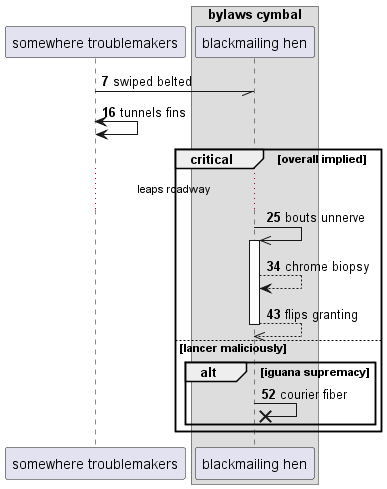 bylaws cymbal
somewhere troublemakers
blackmailing hen
7 swiped belted
16 tunnels fins
critical
[overall implied]
leaps roadway
25 bouts unnerve
34 chrome biopsy
43 flips granting
[lancer maliciously]
alt
[iguana supremacy]
52 courier fiber
somewhere troublemakers
blackmailing hen